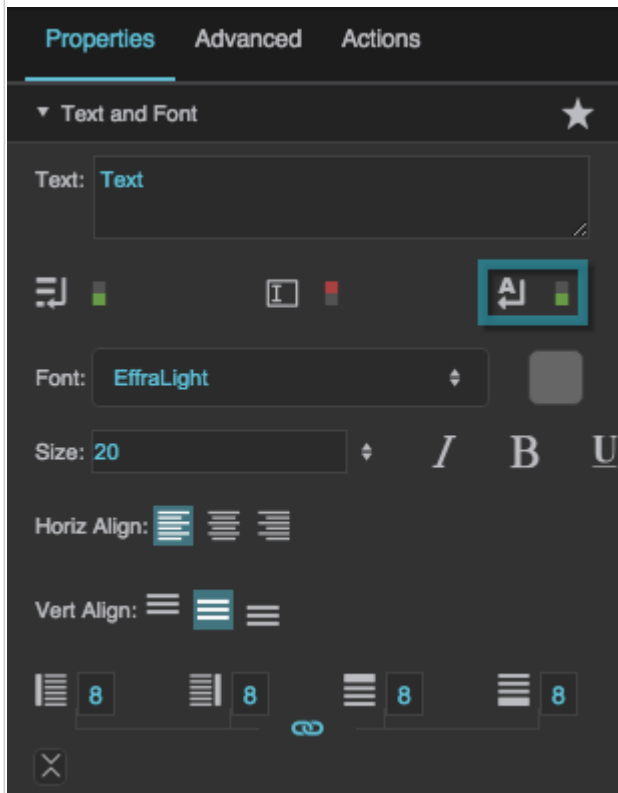 Properties Advanced Actions
Text and Font
Text: Text
A
Font: EffraLight
Size: 20 I B U
Horiz Align:
Vert Align:
8 8 8 8